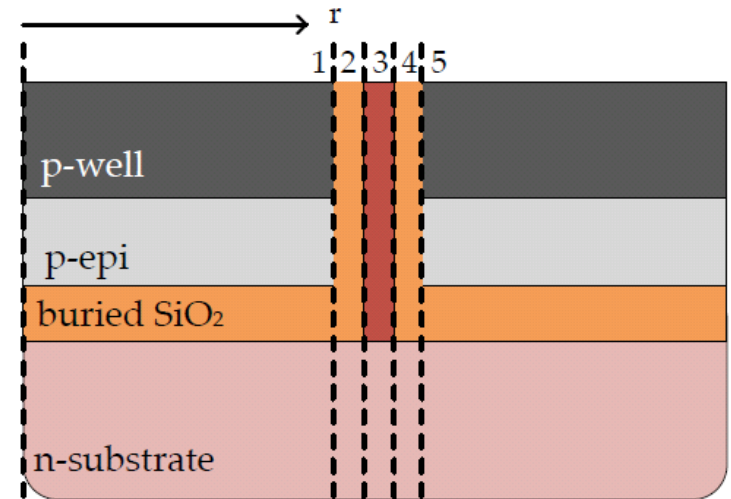 r
1 2 3 4 5
p-well
p-epi
buried SiO₂
n-substrate